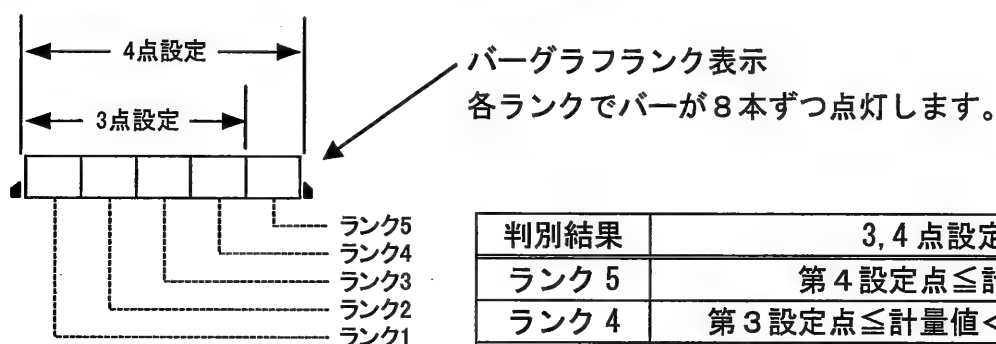 4点設定
3点設定
バーグラフランク表示
各ランクでバーが8本ずつ点灯します。
ランク5
ランク4
ランク3
ランク2
ランク1
判別結果 3,4点設定
ランク5 第4設定点≦計
ランク4 第3設定点≦計量値<